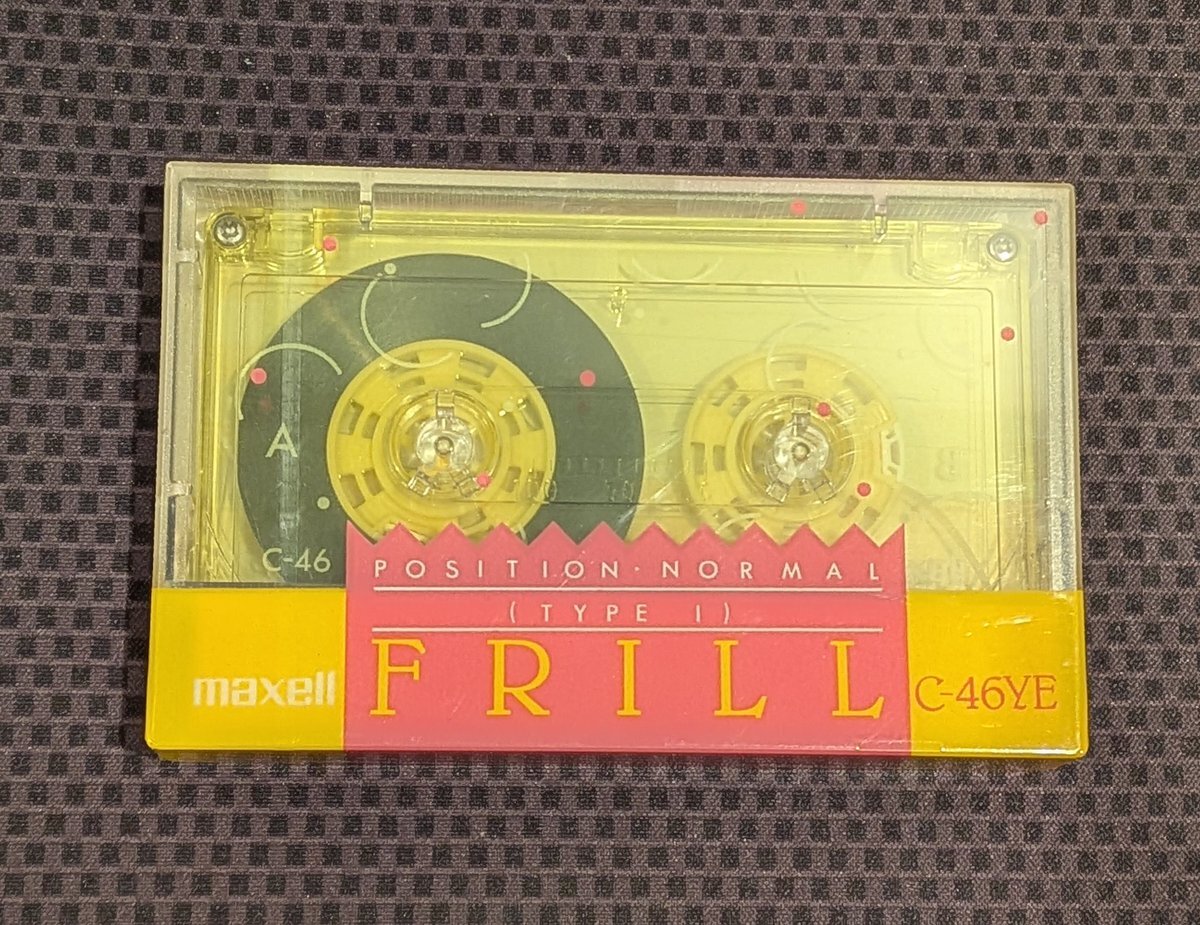 A
C-46
POSITION·NORMAL
(TYPE I)
maxell
FRILL
C-46YE